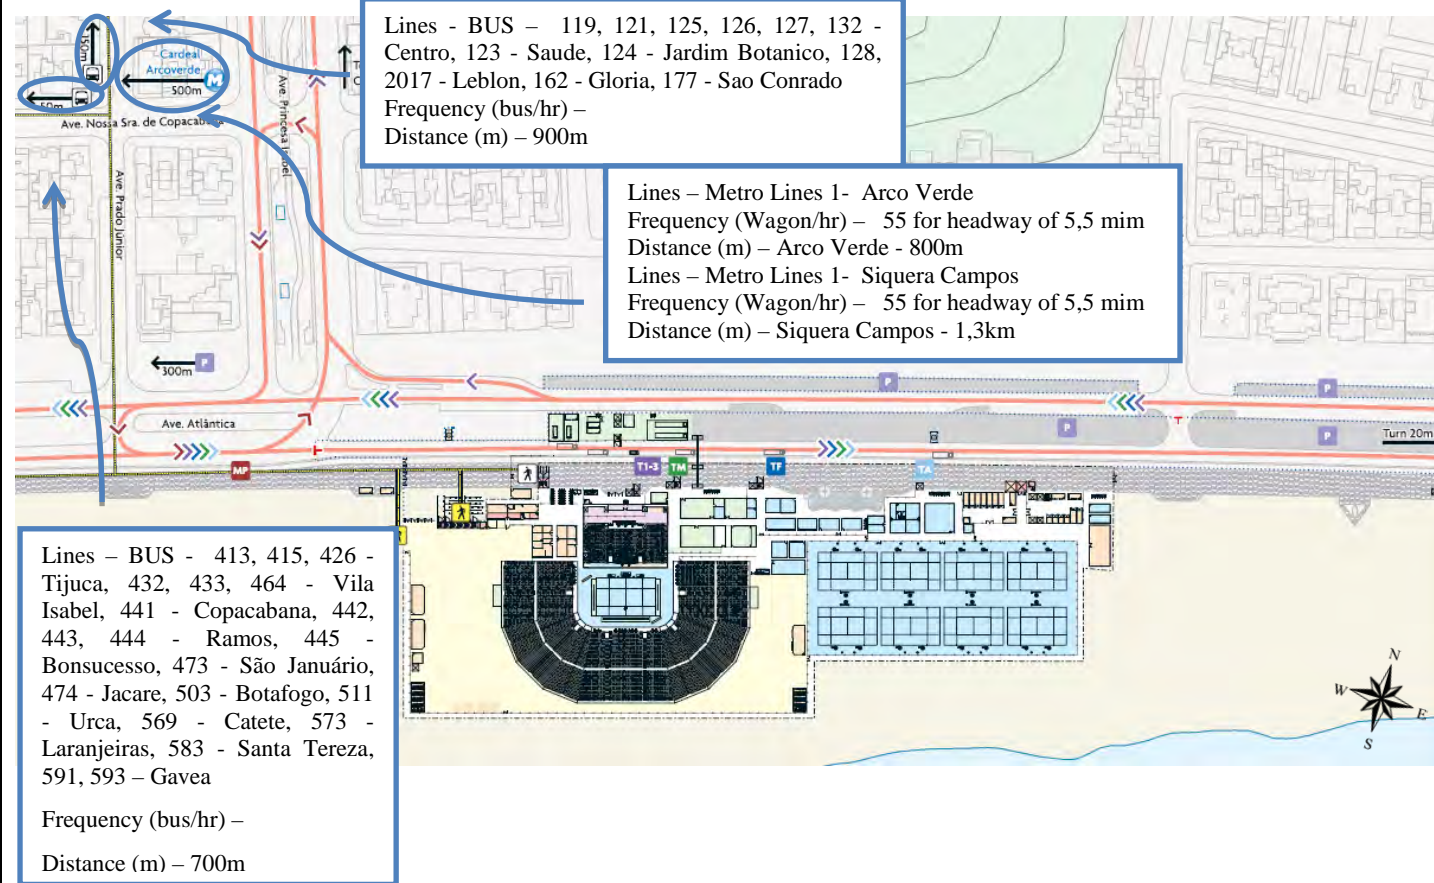 Lines - BUS – 119, 121, 125, 126, 127, 132 -
Centro, 123 - Saude, 124 - Jardim Botanico, 128,
2017 - Leblon, 162 - Gloria, 177 - Sao Conrado
Frequency (bus/hr) –
Distance (m) – 900m
150m
Cardeal
Arcoverde
M
500m
50m
Ave. Nossa Sra. de Copacabana
Ave. Princesa Isabel
Ave. Prado Júnior
Lines – Metro Lines 1- Arco Verde
Frequency (Wagon/hr) – 55 for headway of 5,5 mim
Distance (m) – Arco Verde - 800m
Lines – Metro Lines 1- Siquera Campos
Frequency (Wagon/hr) – 55 for headway of 5,5 mim
Distance (m) – Siquera Campos - 1,3km
300m
P
P
P
Ave. Atlântica
P
P
Turn 20m
MP
T1-3
TM
TF
TA
Lines – BUS - 413, 415, 426 -
Tijuca, 432, 433, 464 - Vila
Isabel, 441 - Copacabana, 442,
443, 444 - Ramos, 445 -
Bonsucesso, 473 - São Januário,
474 - Jacare, 503 - Botafogo, 511
- Urca, 569 - Catete, 573 -
Laranjeiras, 583 - Santa Tereza,
591, 593 – Gavea
Frequency (bus/hr) –
Distance (m) – 700m
N
W
E
S